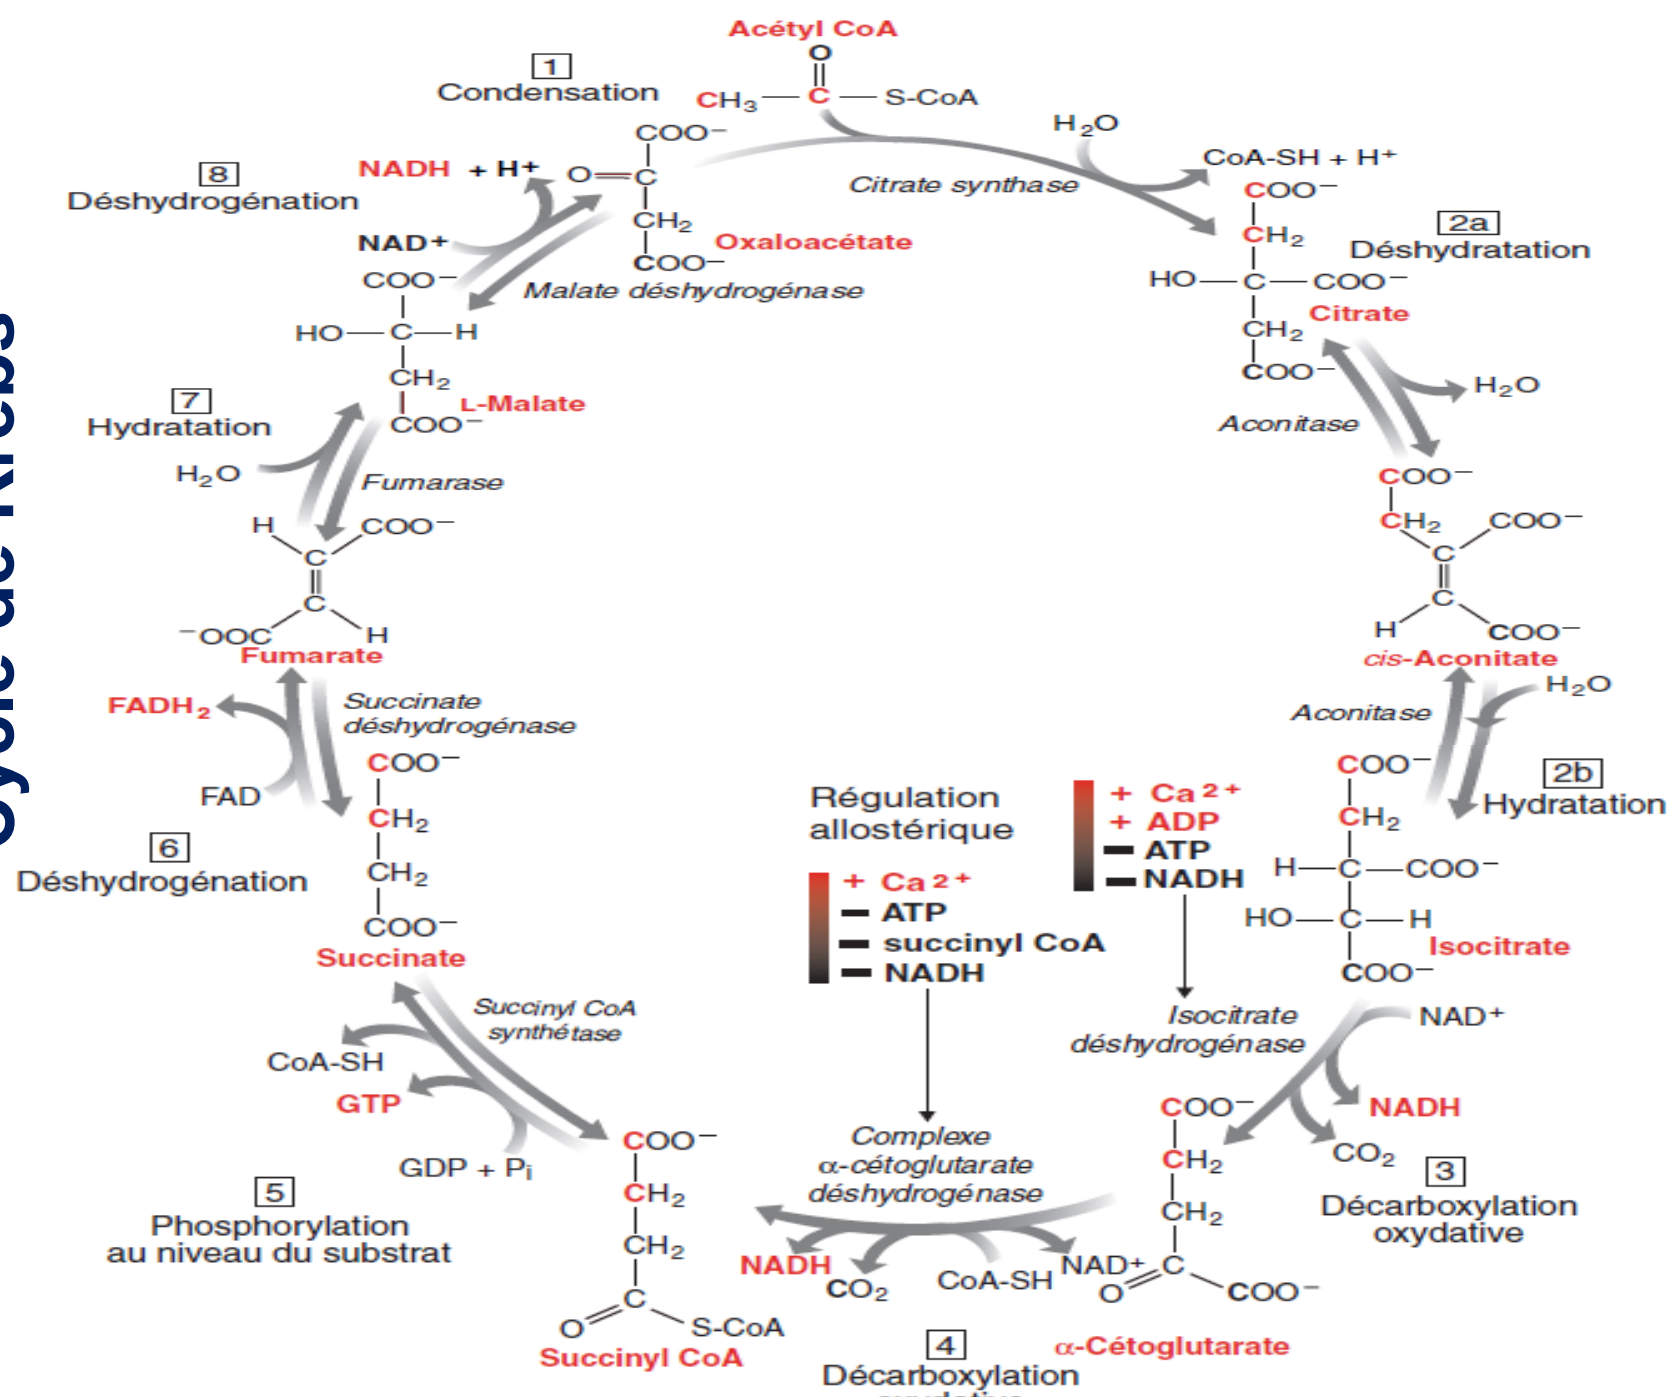 Cycle de Krebs
Acétyl CoA
O
CH3 — C — S-CoA
1
Condensation
COO−
O=C
CH2
COO−
Oxaloacétate
H2O
Citrate synthase
CoA-SH + H+
COO−
CH2
HO—C—COO−
CH2
COO−
Citrate
2a
Déshydratation
H2O
Aconitase
COO−
CH2
COO−
C
C
H
COO−
cis-Aconitate
H2O
Aconitase
2b
Hydratation
COO−
CH2
H—C—COO−
HO—C—H
COO−
Isocitrate
NAD+
Isocitrate
déshydrogénase
NADH
CO2
3
Décarboxylation
oxydative
Régulation
allostérique
+ Ca2+
+ ADP
− ATP
− NADH
+ Ca2+
− ATP
− succinyl CoA
− NADH
COO−
CH2
CH2
C
O
COO−
α-Cétoglutarate
Complexe
α-cétoglutarate
déshydrogénase
NADH
CO2
CoA-SH
NAD+
4
Décarboxylation
oxydative
COO−
CH2
CH2
C
O
S-CoA
Succinyl CoA
Succinyl CoA
synthétase
CoA-SH
GTP
GDP + Pi
5
Phosphorylation
au niveau du substrat
COO−
CH2
CH2
COO−
Succinate
Succinate
déshydrogénase
FADH2
FAD
6
Déshydrogénation
H
COO−
C
C
−OOC
H
Fumarate
Fumarase
H2O
7
Hydratation
COO−
HO—C—H
CH2
COO−
L-Malate
Malate déshydrogénase
NADH + H+
NAD+
8
Déshydrogénation